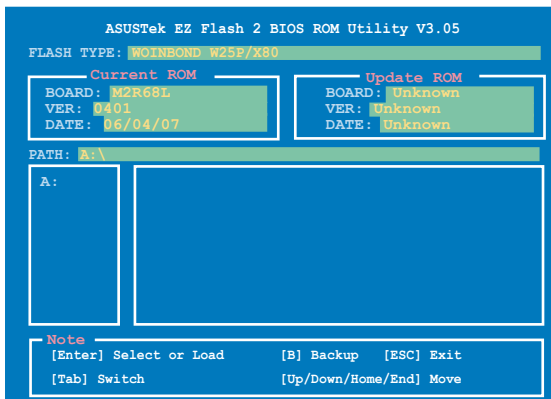 ASUSTek EZ Flash 2 BIOS ROM Utility V3.05
FLASH TYPE: WOINBOND W25P/X80
Current ROM
BOARD: M2R68L
VER: 0401
DATE: 06/04/07
Update ROM
BOARD: Unknown
VER: Unknown
DATE: Unknown
PATH: A:\
A:
Note
[Enter] Select or Load [B] Backup [ESC] Exit
[Tab] Switch [Up/Down/Home/End] Move